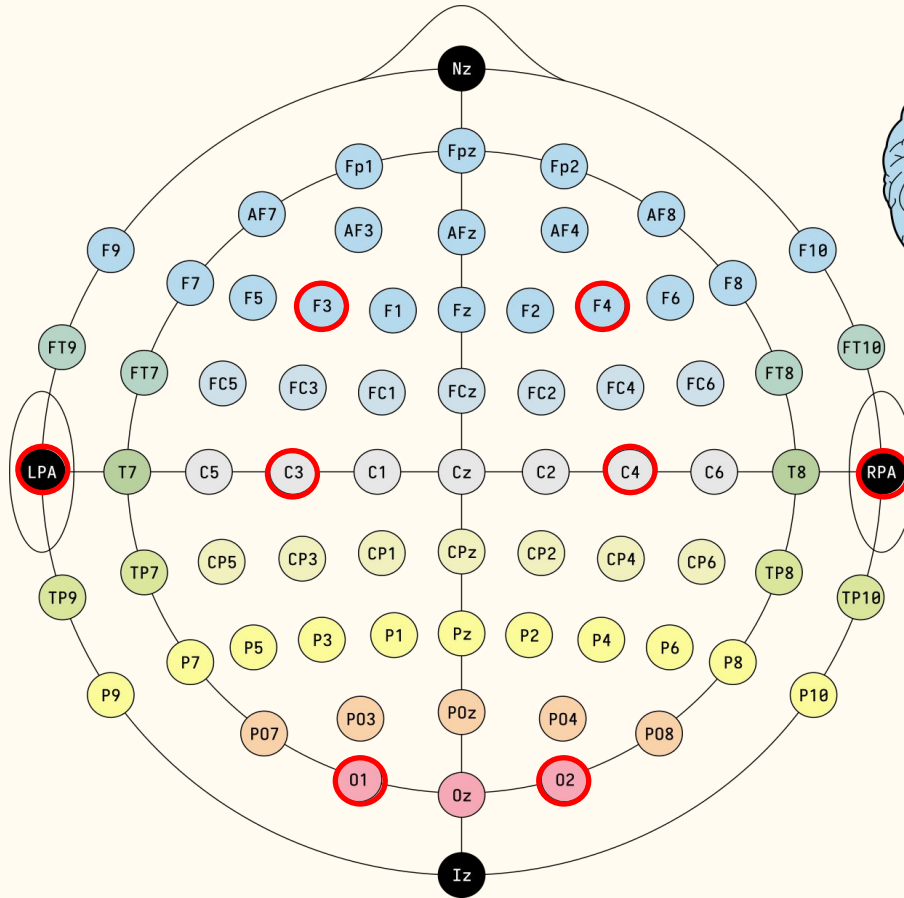 Nz
Fpz
Fp1 Fp2
AF7 AF8
AF3 AFz AF4
F9 F10
F7 F8
F5 F3 F1 Fz F2 F4 F6
FT9 FT10
FT7 FT8
FC5 FC3 FC1 FCz FC2 FC4 FC6
LPA T7 C5 C3 C1 Cz C2 C4 C6 T8 RPA
CP5 CP3 CP1 CPz CP2 CP4 CP6
TP7 TP8
TP9 TP10
P5 P3 P1 Pz P2 P4 P6
P7 P8
P9 P10
PO3 POz PO4
PO7 PO8
O1 O2
Oz
Iz